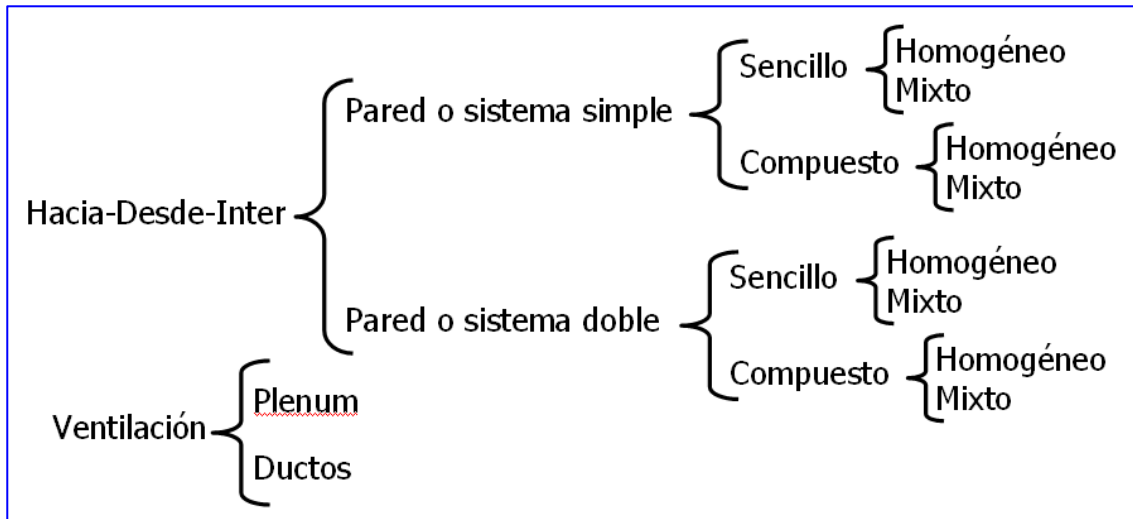 Hacia-Desde-Inter
Pared o sistema simple
Sencillo
Homogéneo
Mixto
Compuesto
Homogéneo
Mixto
Pared o sistema doble
Sencillo
Homogéneo
Mixto
Compuesto
Homogéneo
Mixto
Ventilación
Plenum
Ductos